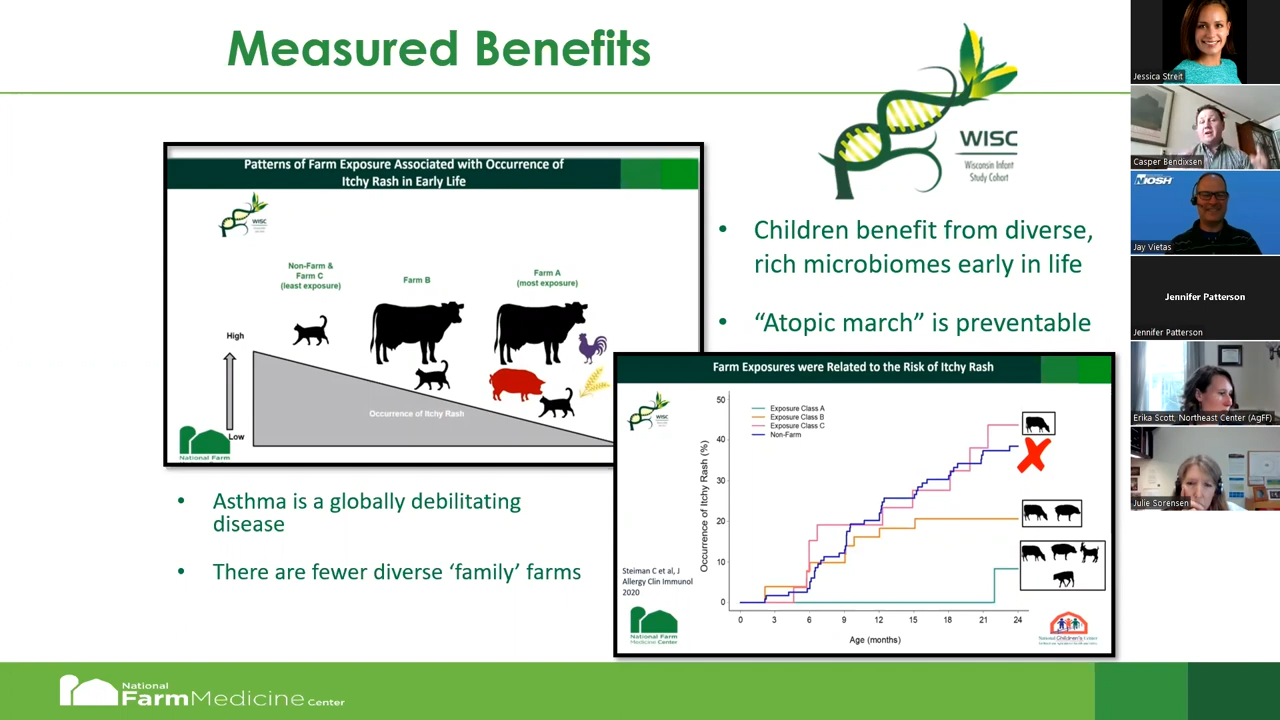 Measured Benefits
WISC
Wisconsin Infant
Study Cohort
Patterns of Farm Exposure Associated with Occurrence of
Itchy Rash in Early Life
WISC
Non-Farm &
Farm C
(least exposure)
Farm B
Farm A
(most exposure)
High
Low
Occurrence of Itchy Rash
National Farm
• Children benefit from diverse,
rich microbiomes early in life
• “Atopic march” is preventable
Farm Exposures were Related to the Risk of Itchy Rash
WISC
Exposure Class A
Exposure Class B
Exposure Class C
Non-Farm
Occurrence of Itchy Rash (%)
50
40
30
20
10
0
0 3 6 9 12 15 18 21 24
Age (months)
Steiman C et al, J
Allergy Clin Immunol
2020
National Farm
Medicine Center
National Children's Center
• Asthma is a globally debilitating
disease
• There are fewer diverse ‘family’ farms
National
FarmMedicine Center
Jessica Streit
Casper Bendixsen
NIOSH
Jay Vietas
Jennifer Patterson
Jennifer Patterson
Erika Scott, Northeast Center (AgFF)
Julie Sorensen